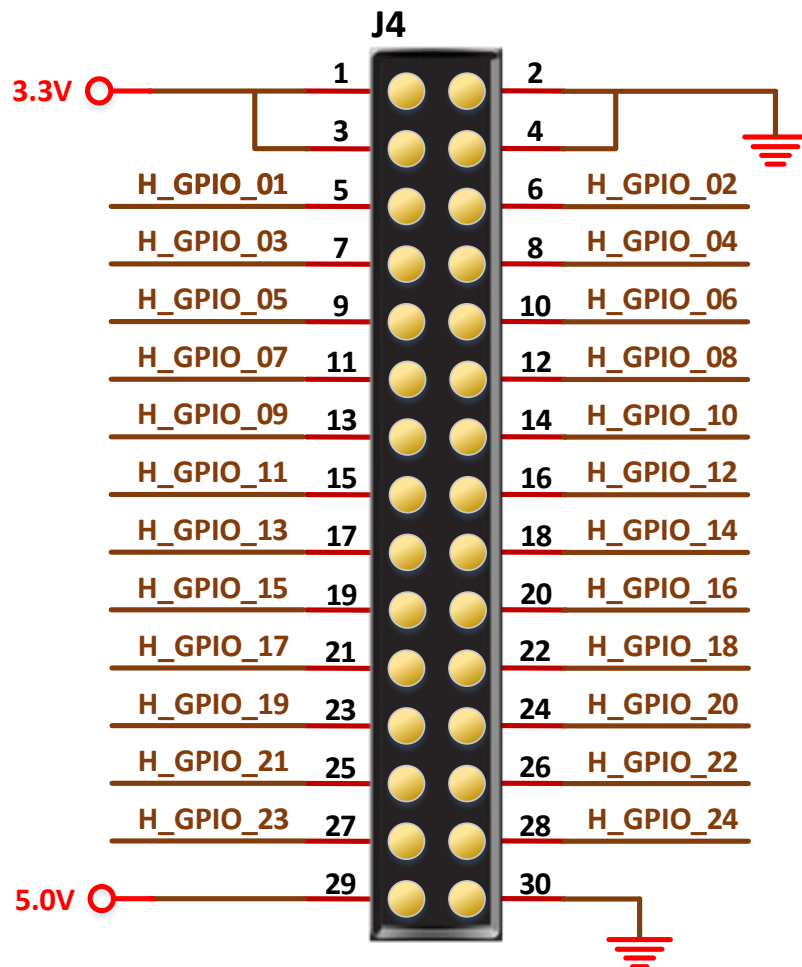 J4
3.3V 1 2
3 4
H_GPIO_01 5 6 H_GPIO_02
H_GPIO_03 7 8 H_GPIO_04
H_GPIO_05 9 10 H_GPIO_06
H_GPIO_07 11 12 H_GPIO_08
H_GPIO_09 13 14 H_GPIO_10
H_GPIO_11 15 16 H_GPIO_12
H_GPIO_13 17 18 H_GPIO_14
H_GPIO_15 19 20 H_GPIO_16
H_GPIO_17 21 22 H_GPIO_18
H_GPIO_19 23 24 H_GPIO_20
H_GPIO_21 25 26 H_GPIO_22
H_GPIO_23 27 28 H_GPIO_24
5.0V 29 30